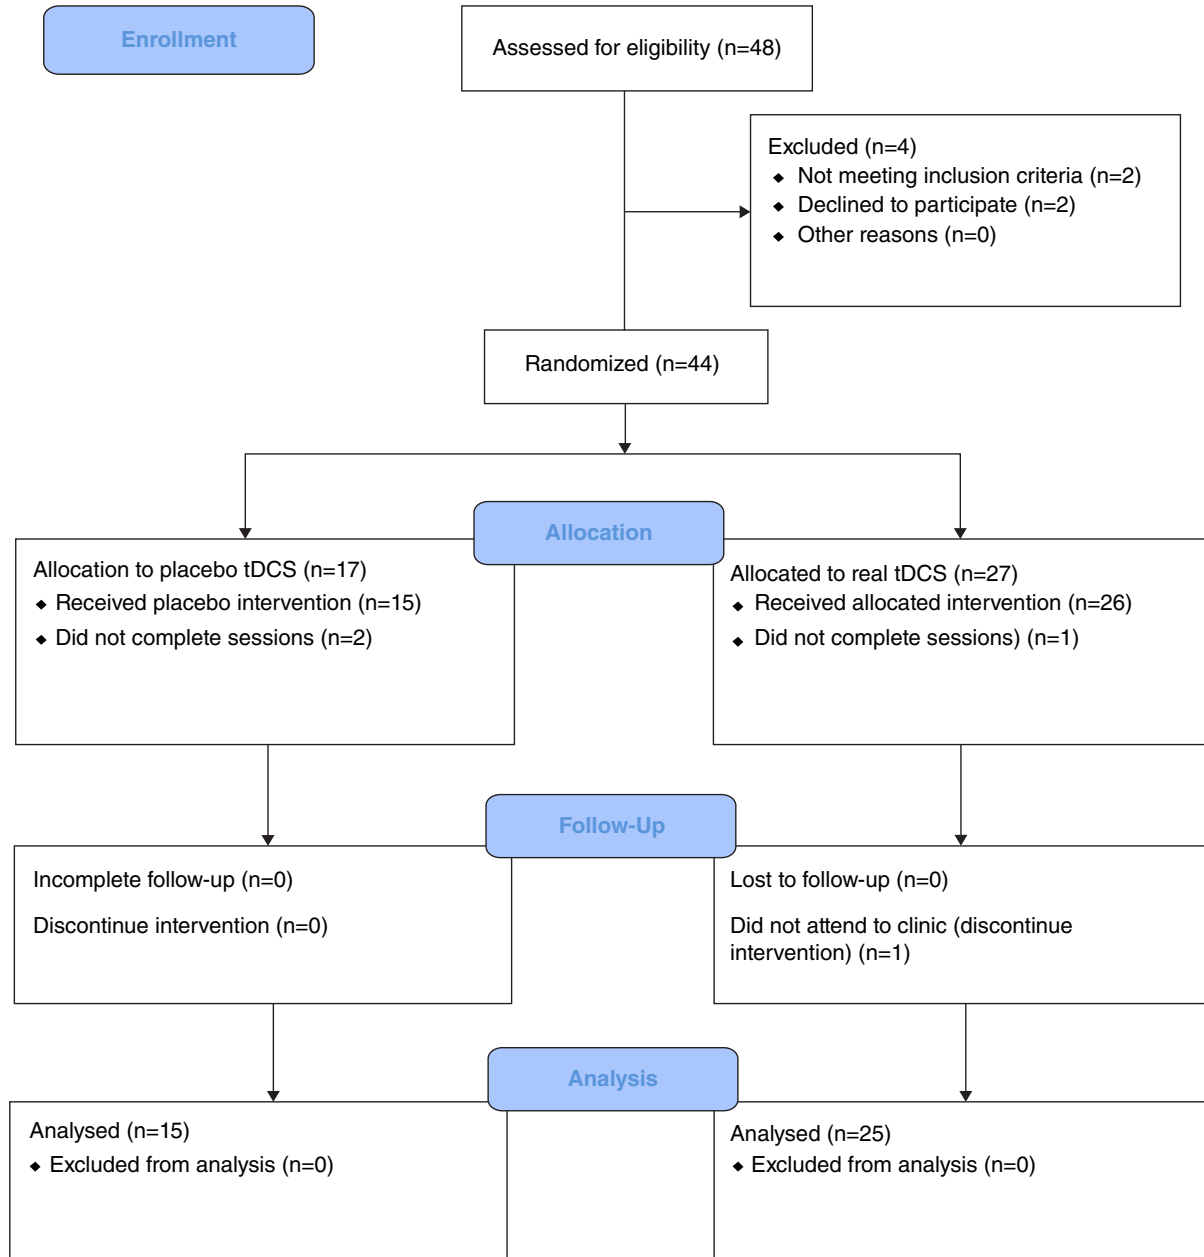 Enrollment
Assessed for eligibility (n=48)
Excluded (n=4)
◆ Not meeting inclusion criteria (n=2)
◆ Declined to participate (n=2)
◆ Other reasons (n=0)
Randomized (n=44)
Allocation
Allocation to placebo tDCS (n=17)
◆ Received placebo intervention (n=15)
◆ Did not complete sessions (n=2)
Allocated to real tDCS (n=27)
◆ Received allocated intervention (n=26)
◆ Did not complete sessions) (n=1)
Follow-Up
Incomplete follow-up (n=0)
Discontinue intervention (n=0)
Lost to follow-up (n=0)
Did not attend to clinic (discontinue
intervention) (n=1)
Analysis
Analysed (n=15)
◆ Excluded from analysis (n=0)
Analysed (n=25)
◆ Excluded from analysis (n=0)